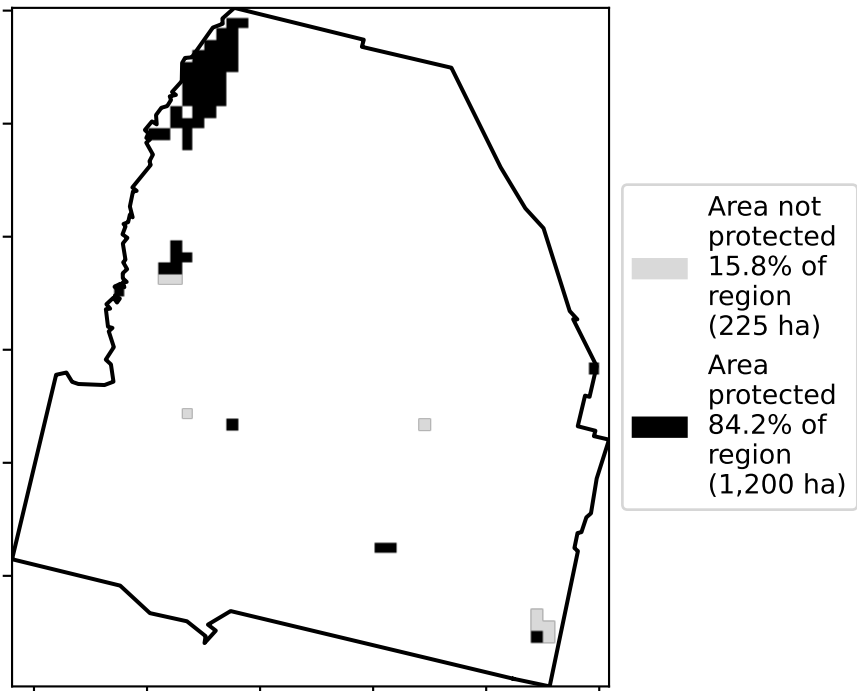 Area not
protected
15.8% of
region
(225 ha)
Area
protected
84.2% of
region
(1,200 ha)